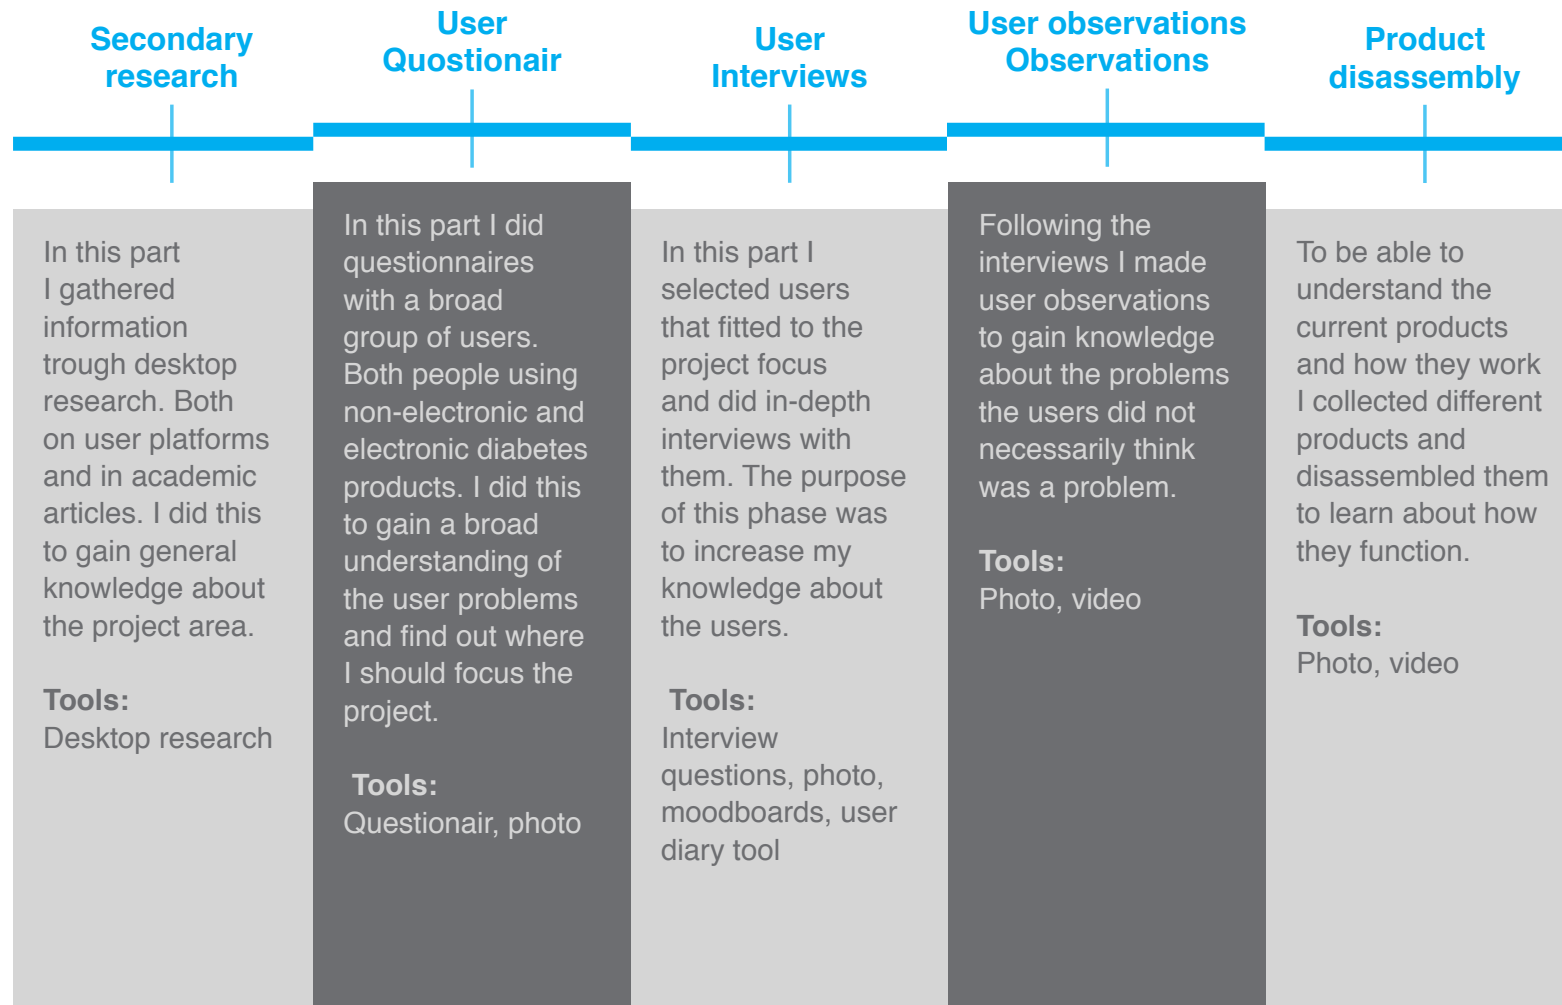 Secondary
research
In this part
I gathered
information
trough desktop
research. Both
on user platforms
and in academic
articles. I did this
to gain general
knowledge about
the project area.
Tools:
Desktop research
User
Quostionair
In this part I did
questionnaires
with a broad
group of users.
Both people using
non-electronic and
electronic diabetes
products. I did this
to gain a broad
understanding of
the user problems
and find out where
I should focus the
project.
Tools:
Questionair, photo
User
Interviews
In this part I
selected users
that fitted to the
project focus
and did in-depth
interviews with
them. The purpose
of this phase was
to increase my
knowledge about
the users.
Tools:
Interview
questions, photo,
moodboards, user
diary tool
User observations
Observations
Following the
interviews I made
user observations
to gain knowledge
about the problems
the users did not
necessarily think
was a problem.
Tools:
Photo, video
Product
disassembly
To be able to
understand the
current products
and how they work
I collected different
products and
disassembled them
to learn about how
they function.
Tools:
Photo, video